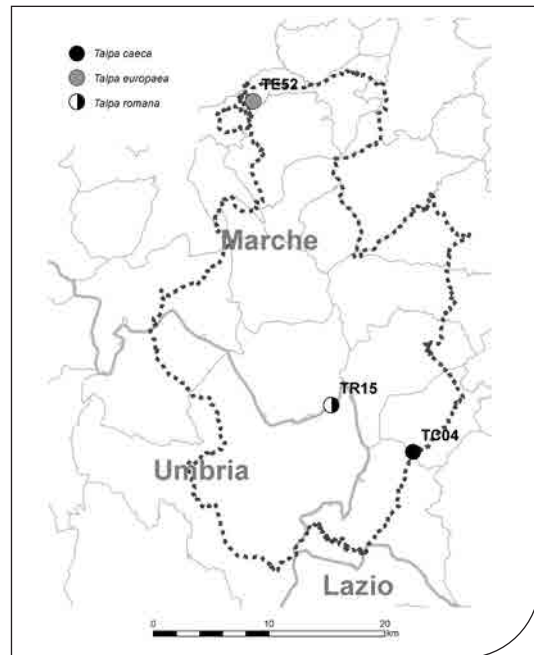 Talpa caeca
Talpa europaea
Talpa romana
TE52
Marche
TR15
TC04
Umbria
Lazio
0 10 20
km